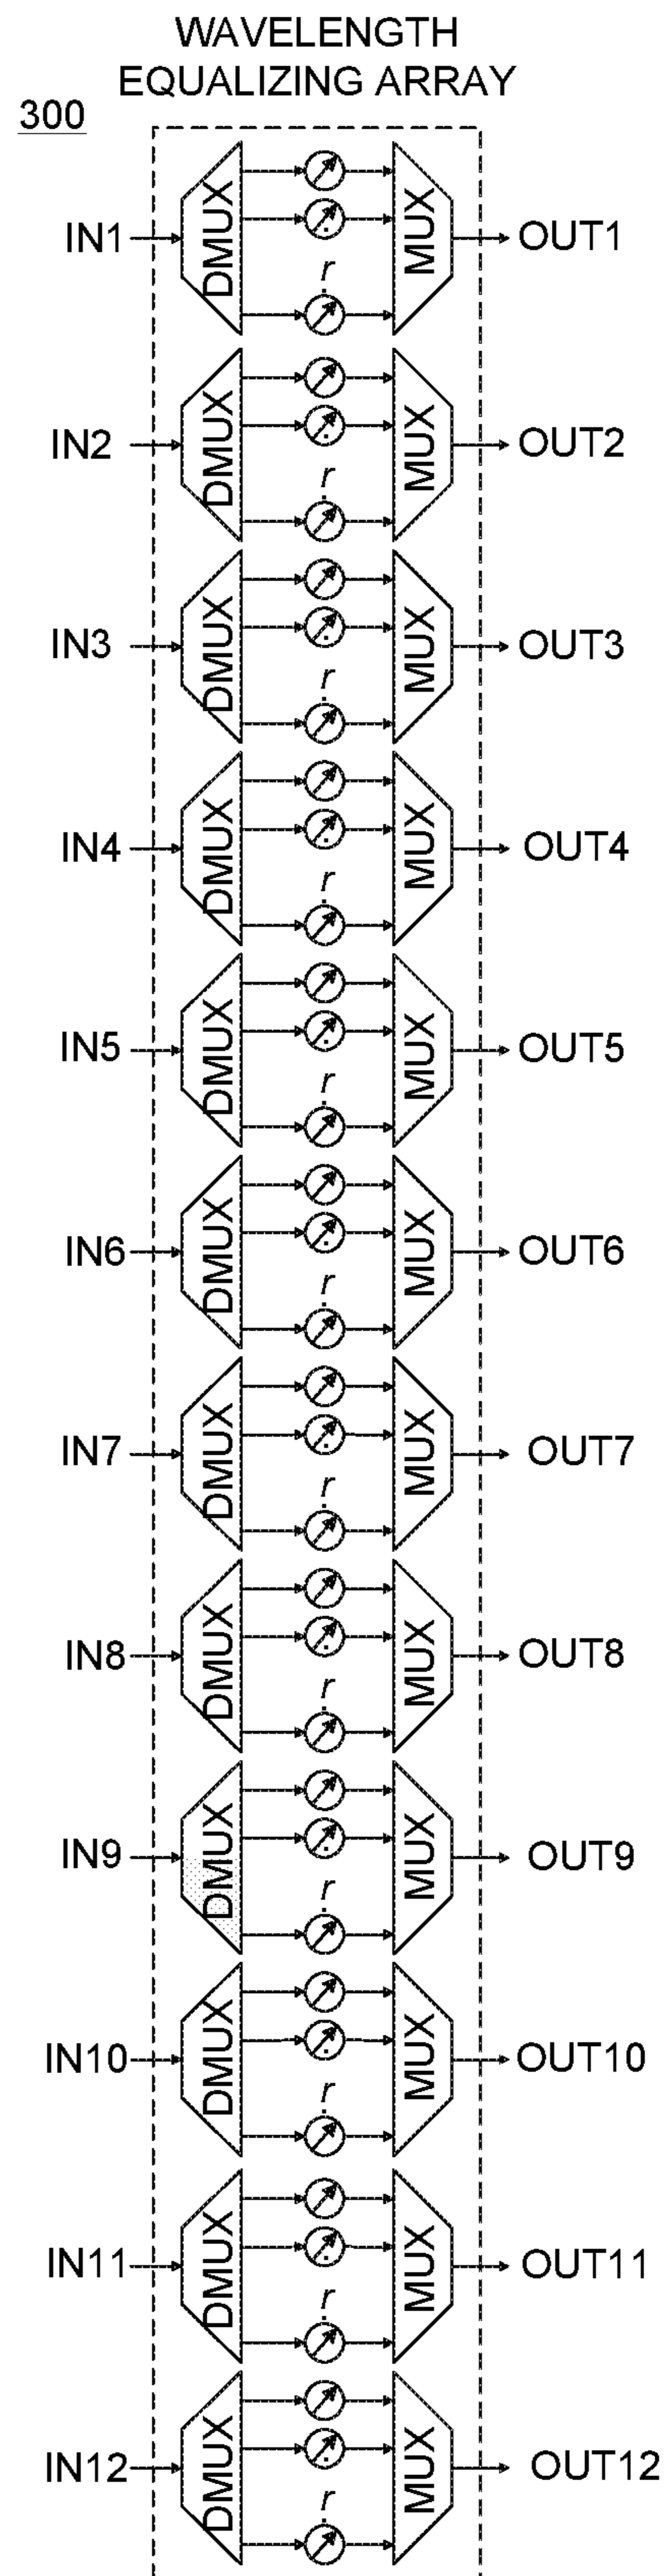 WAVELENGTH
EQUALIZING ARRAY
300
IN1 DMUX r MUX OUT1
IN2 DMUX r MUX OUT2
IN3 DMUX r MUX OUT3
IN4 DMUX r MUX OUT4
IN5 DMUX r MUX OUT5
IN6 DMUX r MUX OUT6
IN7 DMUX r MUX OUT7
IN8 DMUX r MUX OUT8
IN9 DMUX r MUX OUT9
IN10 DMUX r MUX OUT10
IN11 DMUX r MUX OUT11
IN12 DMUX r MUX OUT12